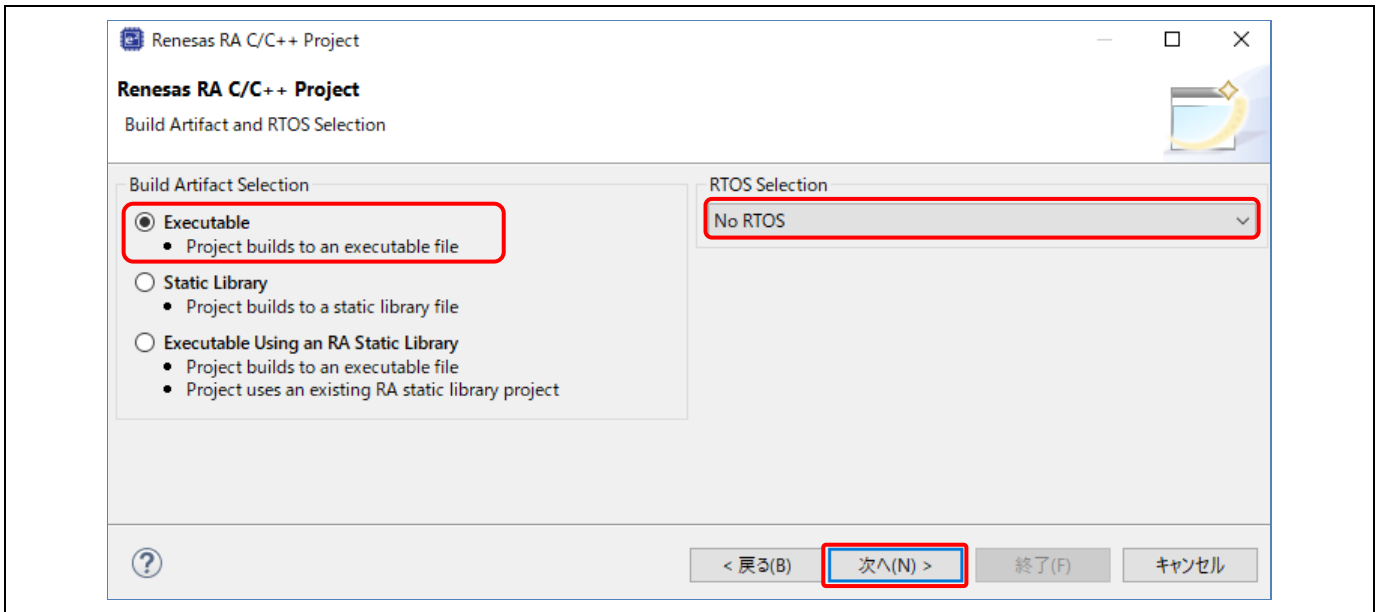 Renesas RA C/C++ Project
Renesas RA C/C++ Project
Build Artifact and RTOS Selection
Build Artifact Selection
Executable
• Project builds to an executable file
Static Library
• Project builds to a static library file
Executable Using an RA Static Library
• Project builds to an executable file
• Project uses an existing RA static library project
RTOS Selection
No RTOS
< 戻る(B)
次へ(N) >
終了(F)
キャンセル